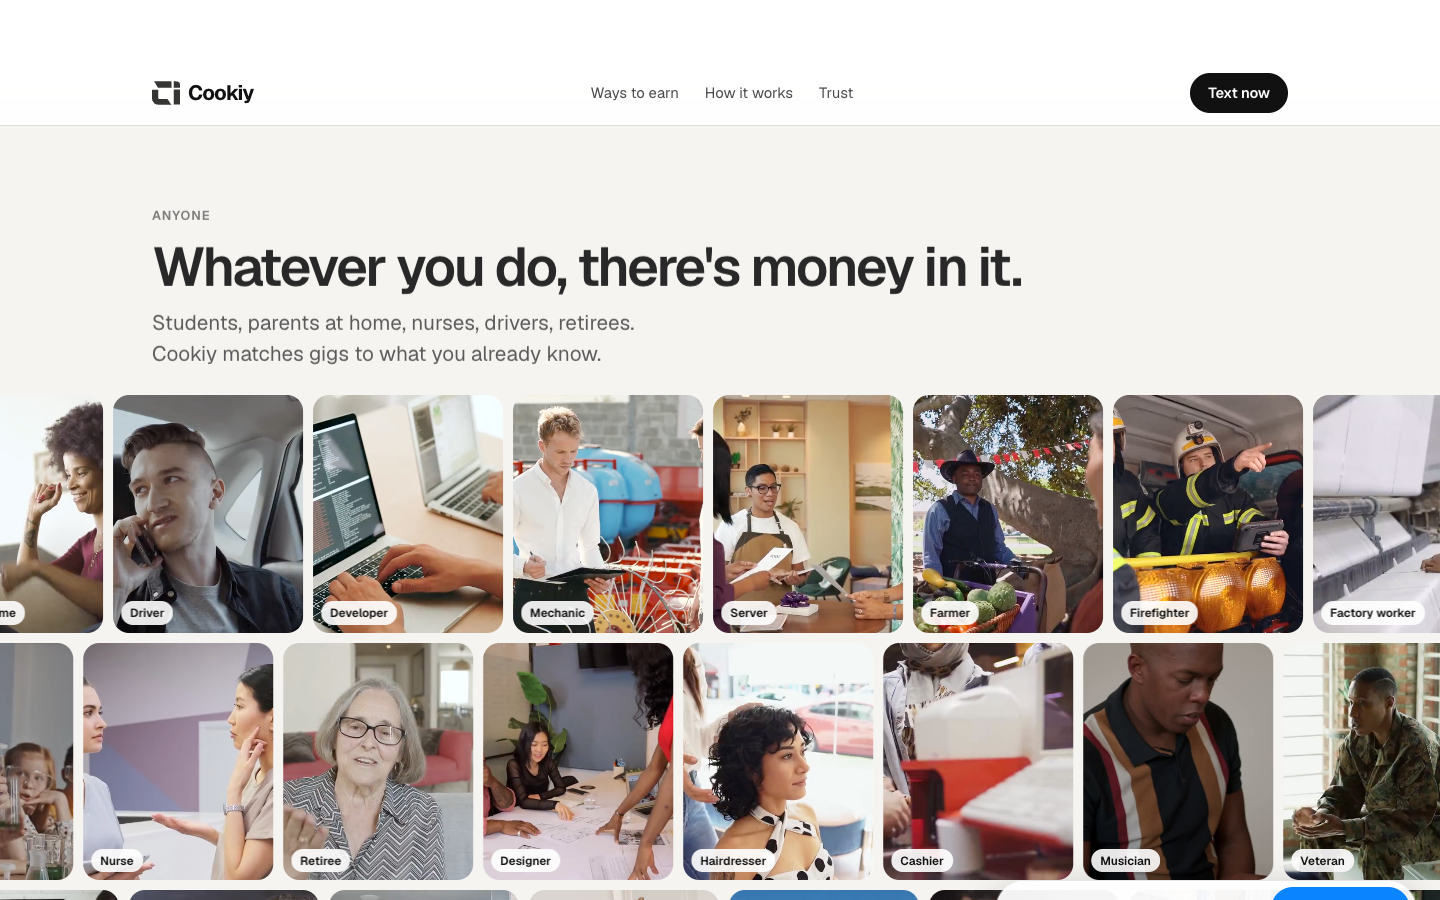 Cookiy
Ways to earn
How it works
Trust
Text now
ANYONE
Whatever you do, there's money in it.
Students, parents at home, nurses, drivers, retirees.
Cookiy matches gigs to what you already know.
me
Driver
Developer
Mechanic
Server
Farmer
Firefighter
Factory worker
Nurse
Retiree
Designer
Hairdresser
Cashier
Musician
Veteran